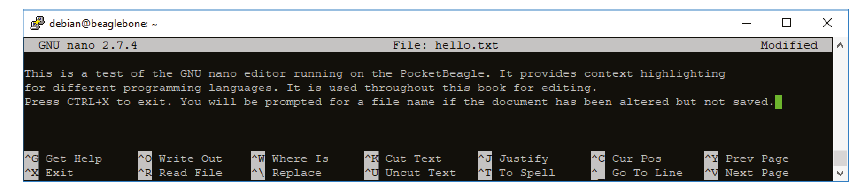 debian@beaglebone: ~
GNU nano 2.7.4 File: hello.txt Modified
This is a test of the GNU nano editor running on the PocketBeagle. It provides context highlighting
for different programming languages. It is used throughout this book for editing.
Press CTRL+X to exit. You will be prompted for a file name if the document has been altered but not saved.
^G Get Help ^O Write Out ^W Where Is ^K Cut Text ^J Justify ^C Cur Pos ^Y Prev Page
^X Exit ^R Read File ^\ Replace ^U Uncut Text ^T To Spell ^_ Go To Line ^V Next Page